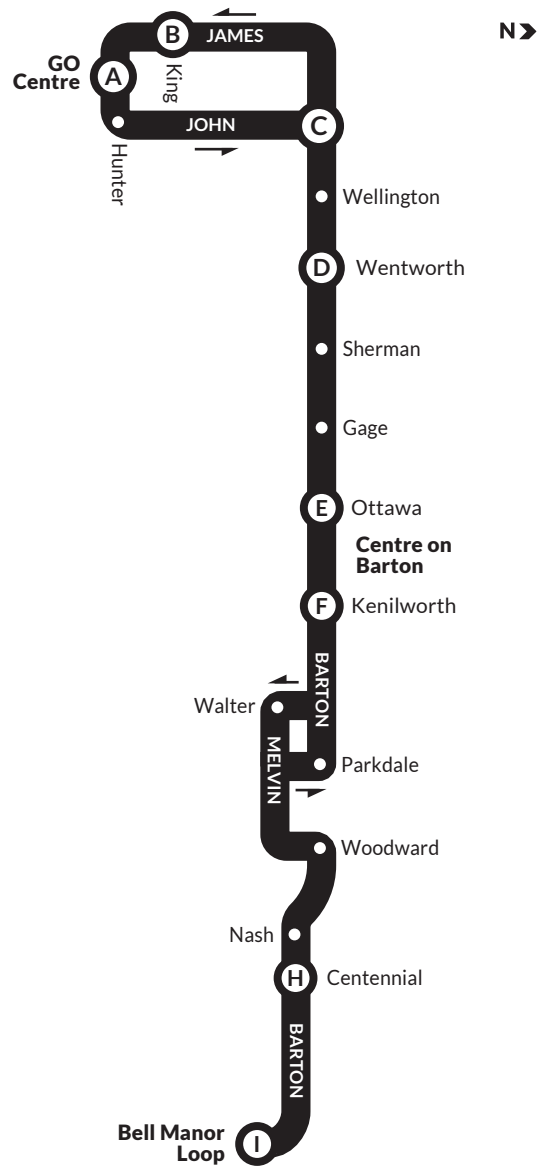 N
B
JAMES
GO
Centre
A
King
JOHN
C
Hunter
Wellington
D
Wentworth
Sherman
Gage
E
Ottawa
Centre on
Barton
F
Kenilworth
BARTON
Walter
MELVIN
Parkdale
Woodward
Nash
H
Centennial
BARTON
Bell Manor
Loop
I